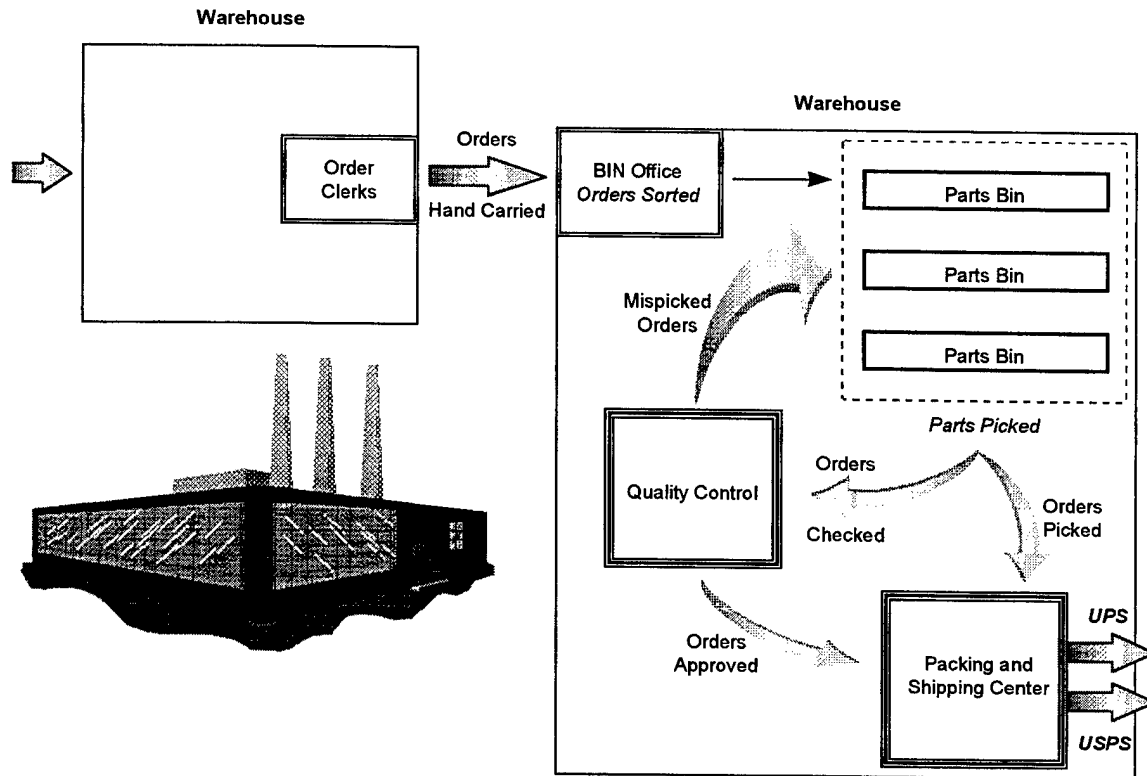 Warehouse
Order
Clerks
Orders
Hand Carried
Warehouse
BIN Office
Orders Sorted
Parts Bin
Parts Bin
Parts Bin
Mispicked
Orders
Parts Picked
Quality Control
Orders
Checked
Orders
Picked
Orders
Approved
Packing and
Shipping Center
UPS
USPS